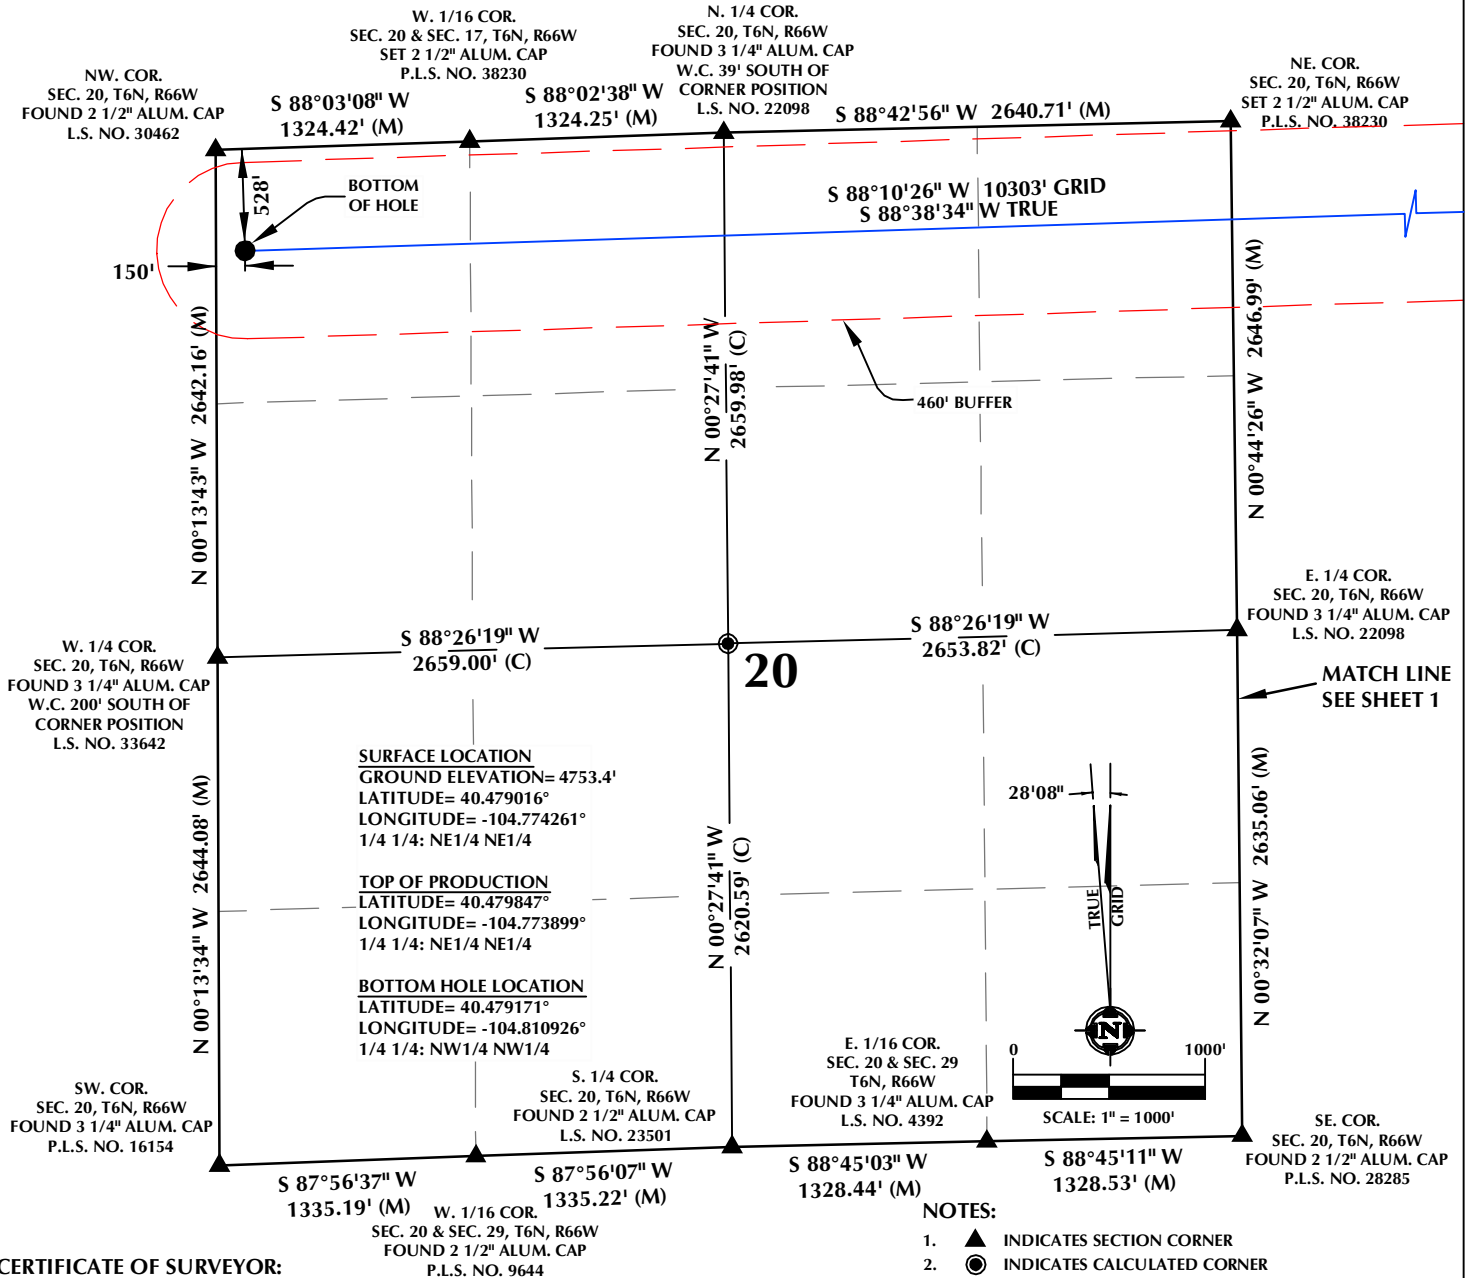 W. 1/16 COR.
SEC. 20 & SEC. 17, T6N, R66W
SET 2 1/2" ALUM. CAP
P.L.S. NO. 38230
N. 1/4 COR.
SEC. 20, T6N, R66W
FOUND 3 1/4" ALUM. CAP
W.C. 39' SOUTH OF
CORNER POSITION
L.S. NO. 22098
NW. COR.
SEC. 20, T6N, R66W
FOUND 2 1/2" ALUM. CAP
L.S. NO. 30462
NE. COR.
SEC. 20, T6N, R66W
SET 2 1/2" ALUM. CAP
P.L.S. NO. 38230
S 88°03'08" W
1324.42' (M)
S 88°02'38" W
1324.25' (M)
S 88°42'56" W 2640.71' (M)
528'
BOTTOM
OF HOLE
150'
S 88°10'26" W 10303' GRID
S 88°38'34" W TRUE
N 00°13'43" W 2642.16' (M)
N 00°27'41" W
2659.98' (C)
460' BUFFER
N 00°44'26" W 2646.99' (M)
W. 1/4 COR.
SEC. 20, T6N, R66W
FOUND 3 1/4" ALUM. CAP
W.C. 200' SOUTH OF
CORNER POSITION
L.S. NO. 33642
S 88°26'19" W
2659.00' (C)
S 88°26'19" W
2653.82' (C)
20
E. 1/4 COR.
SEC. 20, T6N, R66W
FOUND 3 1/4" ALUM. CAP
L.S. NO. 22098
MATCH LINE
SEE SHEET 1
SURFACE LOCATION
GROUND ELEVATION= 4753.4'
LATITUDE= 40.479016°
LONGITUDE= -104.774261°
1/4 1/4: NE1/4 NE1/4
TOP OF PRODUCTION
LATITUDE= 40.479847°
LONGITUDE= -104.773899°
1/4 1/4: NE1/4 NE1/4
BOTTOM HOLE LOCATION
LATITUDE= 40.479171°
LONGITUDE= -104.810926°
1/4 1/4: NW1/4 NW1/4
N 00°13'34" W 2644.08' (M)
N 00°27'41" W
2620.59' (C)
28'08"
TRUE
GRID
N
N 00°32'07" W 2635.06' (M)
0 1000'
SCALE: 1" = 1000'
SW. COR.
SEC. 20, T6N, R66W
FOUND 3 1/4" ALUM. CAP
P.L.S. NO. 16154
S. 1/4 COR.
SEC. 20, T6N, R66W
FOUND 2 1/2" ALUM. CAP
L.S. NO. 23501
E. 1/16 COR.
SEC. 20 & SEC. 29
T6N, R66W
FOUND 3 1/4" ALUM. CAP
L.S. NO. 4392
SE. COR.
SEC. 20, T6N, R66W
FOUND 2 1/2" ALUM. CAP
P.L.S. NO. 28285
S 87°56'37" W
1335.19' (M)
S 87°56'07" W
1335.22' (M)
S 88°45'03" W
1328.44' (M)
S 88°45'11" W
1328.53' (M)
W. 1/16 COR.
SEC. 20 & SEC. 29, T6N, R66W
FOUND 2 1/2" ALUM. CAP
P.L.S. NO. 9644
NOTES:
1. INDICATES SECTION CORNER
2. INDICATES CALCULATED CORNER
CERTIFICATE OF SURVEYOR: